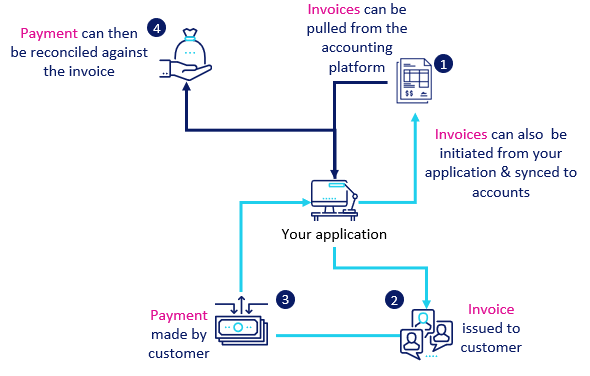 4
Payment can then
be reconciled against
the invoice
Invoices can be
pulled from the
accounting
platform
1
$$
Invoices can also  be
initiated from your
application & synced to
accounts
Your application
3
Payment
made by
customer
2
Invoice
issued to
customer